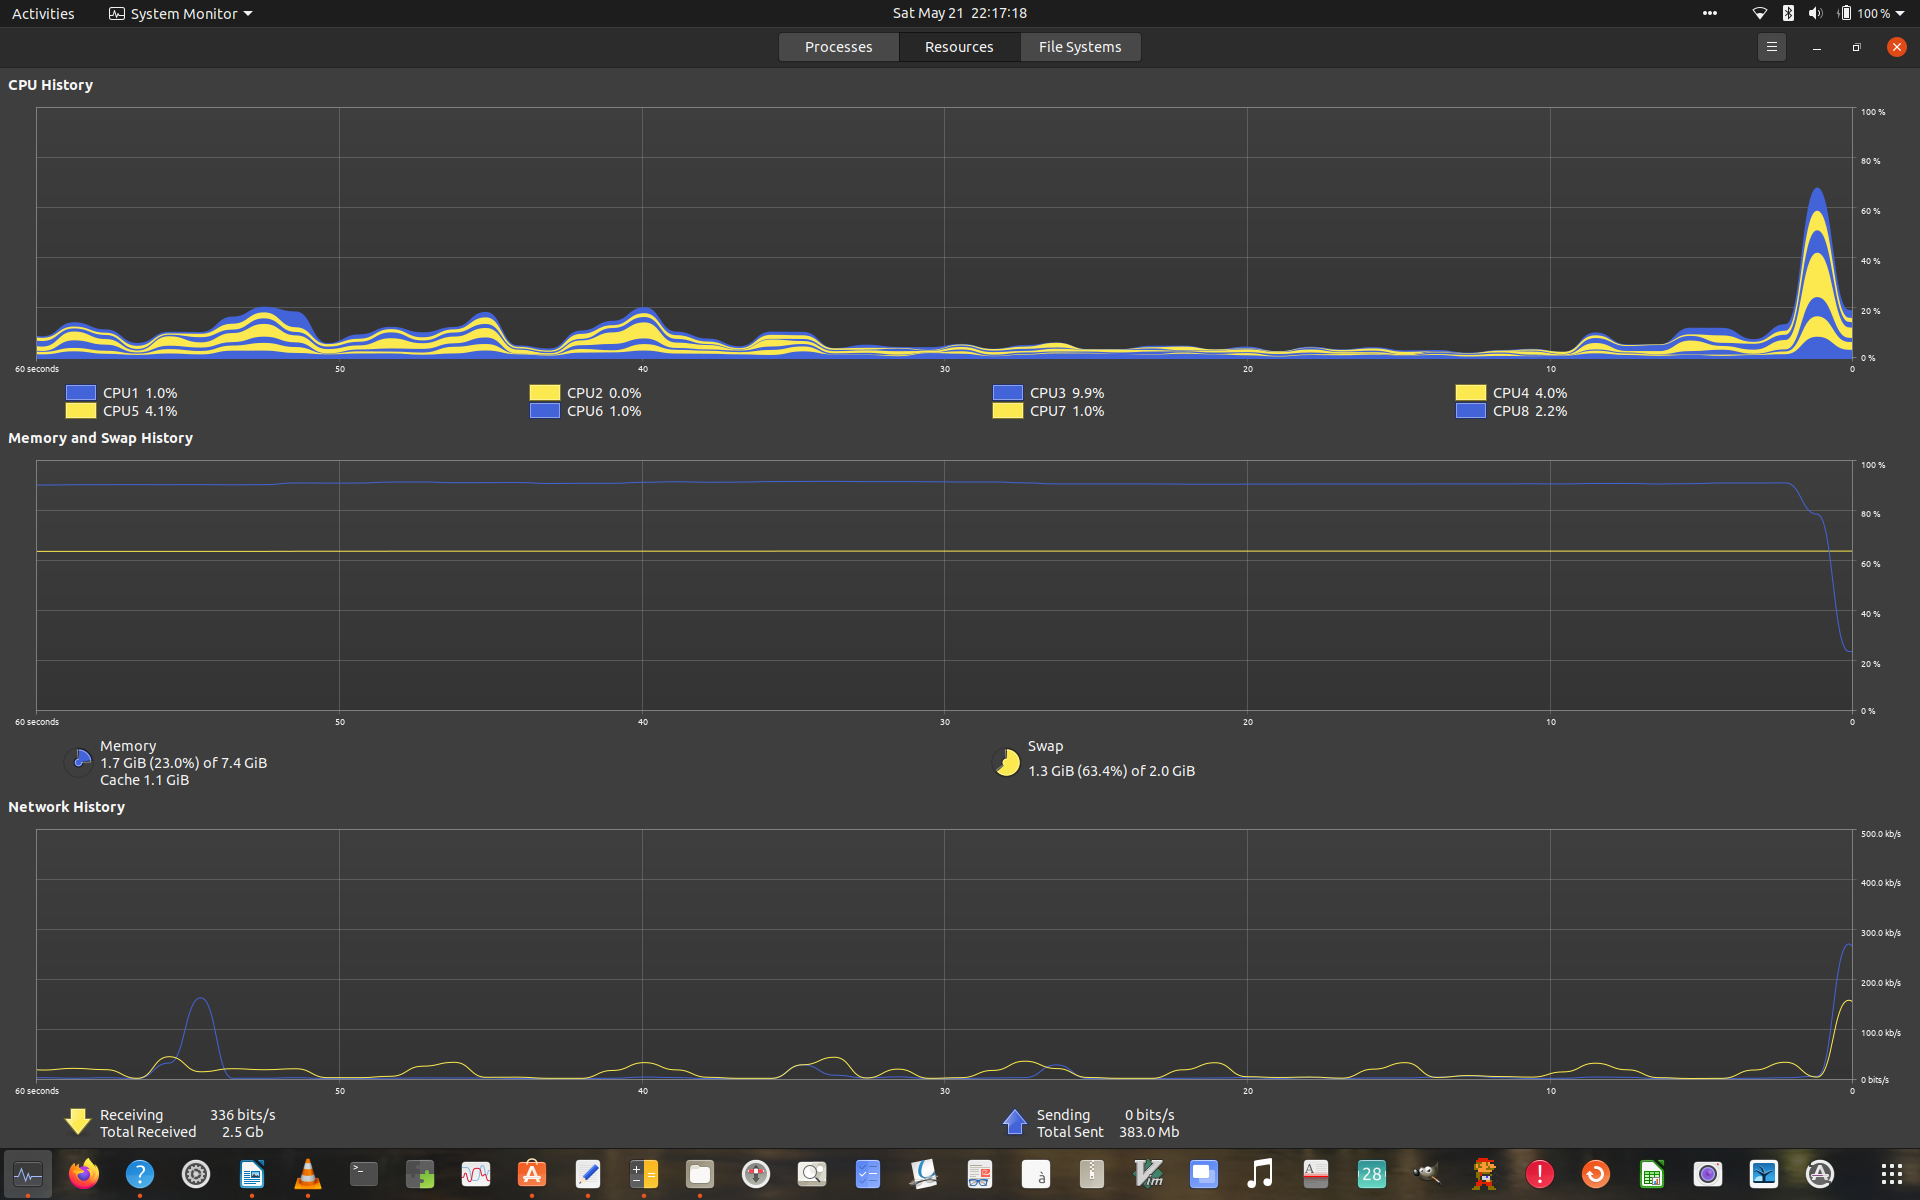 Activities System Monitor Sat May 21 22:17:18 100 %
Processes Resources File Systems
CPU History
100 %
80 %
60 %
40 %
20 %
0 %
60 seconds 50 40 30 20 10 0
CPU1 1.0% CPU2 0.0% CPU3 9.9% CPU4 4.0%
CPU5 4.1% CPU6 1.0% CPU7 1.0% CPU8 2.2%
Memory and Swap History
100 %
80 %
60 %
40 %
20 %
0 %
60 seconds 50 40 30 20 10 0
Memory Swap
1.7 GiB (23.0%) of 7.4 GiB 1.3 GiB (63.4%) of 2.0 GiB
Cache 1.1 GiB
Network History
500.0 kb/s
400.0 kb/s
300.0 kb/s
200.0 kb/s
100.0 kb/s
0 bits/s
60 seconds 50 40 30 20 10 0
Receiving 336 bits/s Sending 0 bits/s
Total Received 2.5 Gb Total Sent 383.0 Mb
? >_ à Vim A 28 !